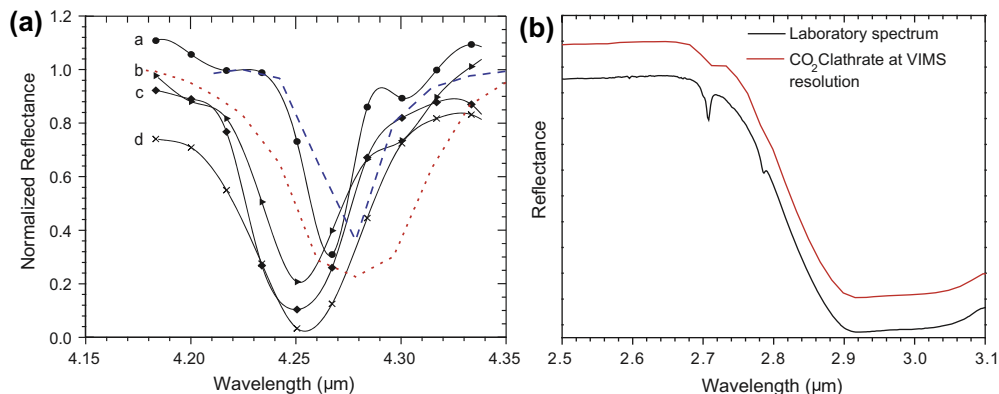 (a)
1.2
1.1
1.0
0.8
0.6
0.4
0.2
0.0
Normalized Reflectance
a
b
c
d
4.15
4.20
4.25
4.30
4.35
Wavelength (µm)
(b)
Laboratory spectrum
CO₂Clathrate at VIMS
resolution
Reflectance
2.5
2.6
2.7
2.8
2.9
3.0
3.1
Wavelength (µm)